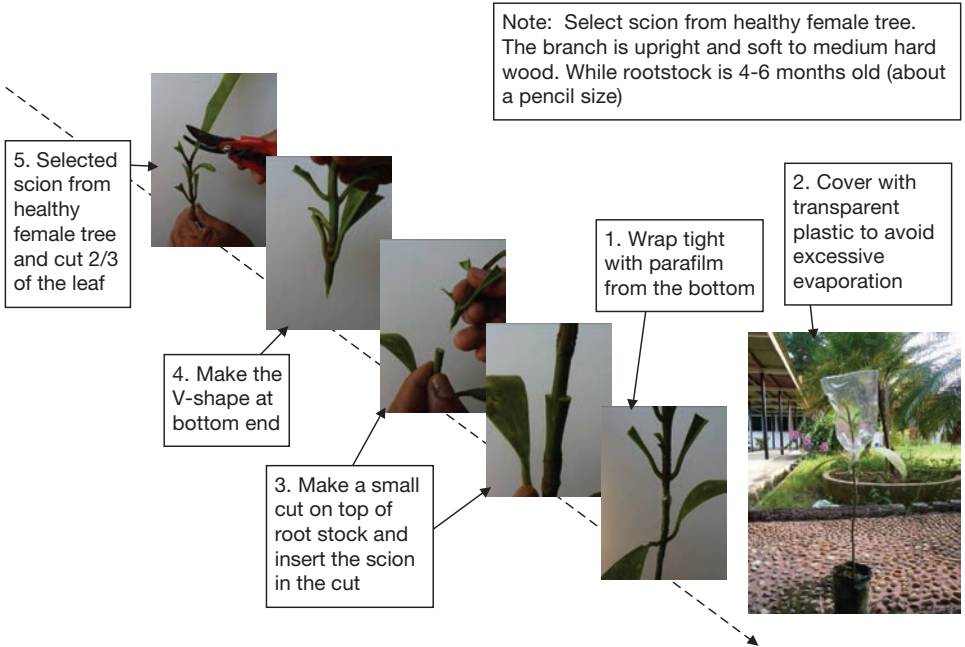 Note: Select scion from healthy female tree.
The branch is upright and soft to medium hard
wood. While rootstock is 4-6 months old (about
a pencil size)
5. Selected
scion from
healthy
female tree
and cut 2/3
of the leaf
4. Make the
V-shape at
bottom end
3. Make a small
cut on top of
root stock and
insert the scion
in the cut
1. Wrap tight
with parafilm
from the bottom
2. Cover with
transparent
plastic to avoid
excessive
evaporation